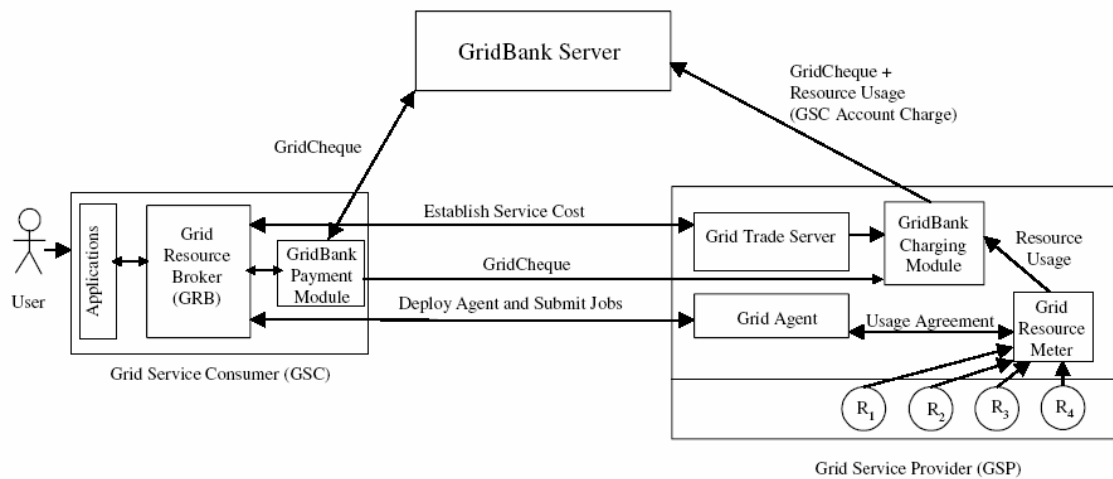 GridBank Server
GridCheque +
Resource Usage
(GSC Account Charge)
GridCheque
Establish Service Cost
User
Applications
Grid
Resource
Broker
(GRB)
GridBank
Payment
Module
GridCheque
Deploy Agent and Submit Jobs
Grid Trade Server
GridBank
Charging
Module
Resource
Usage
Grid Agent
Usage Agreement
Grid
Resource
Meter
R1
R2
R3
R4
Grid Service Consumer (GSC)
Grid Service Provider (GSP)